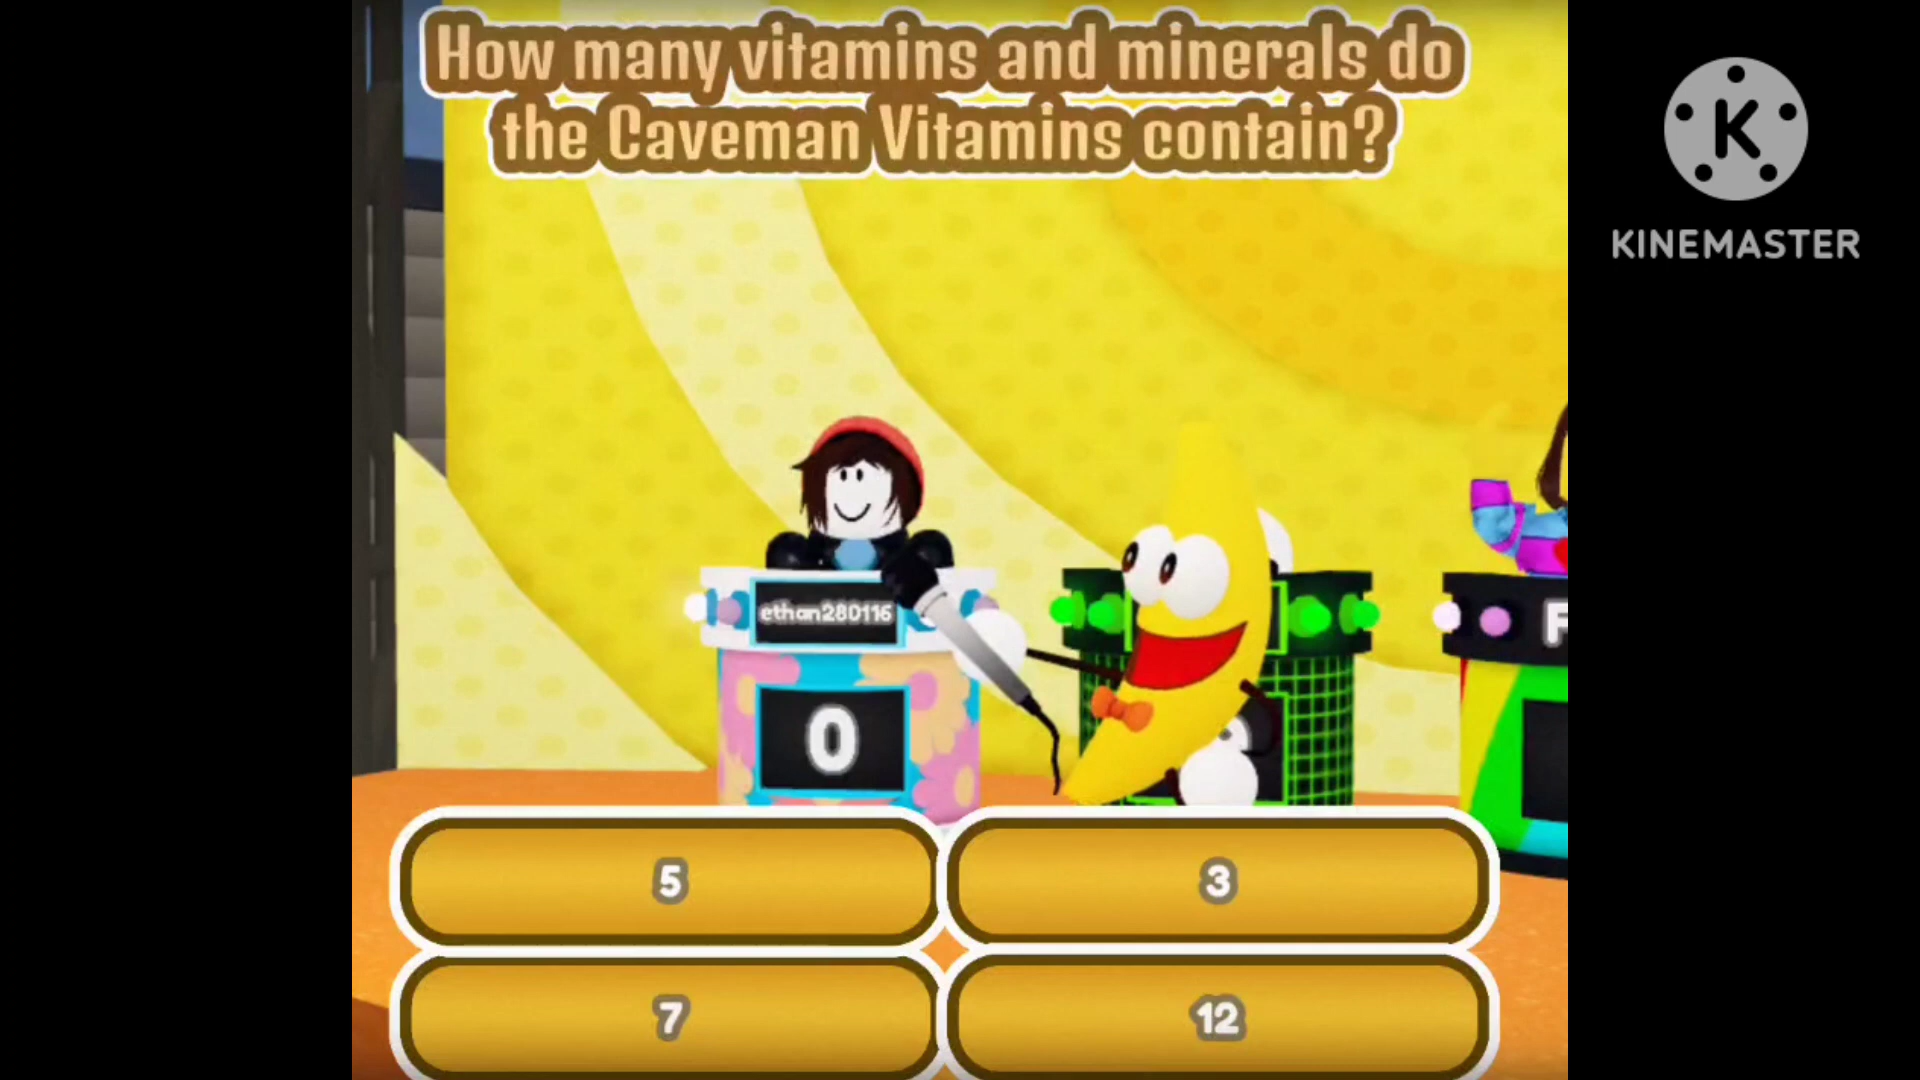 How many vitamins and minerals do
the Caveman Vitamins contain?
K
KINEMASTER
ethan280116
F
0
5
3
7
12